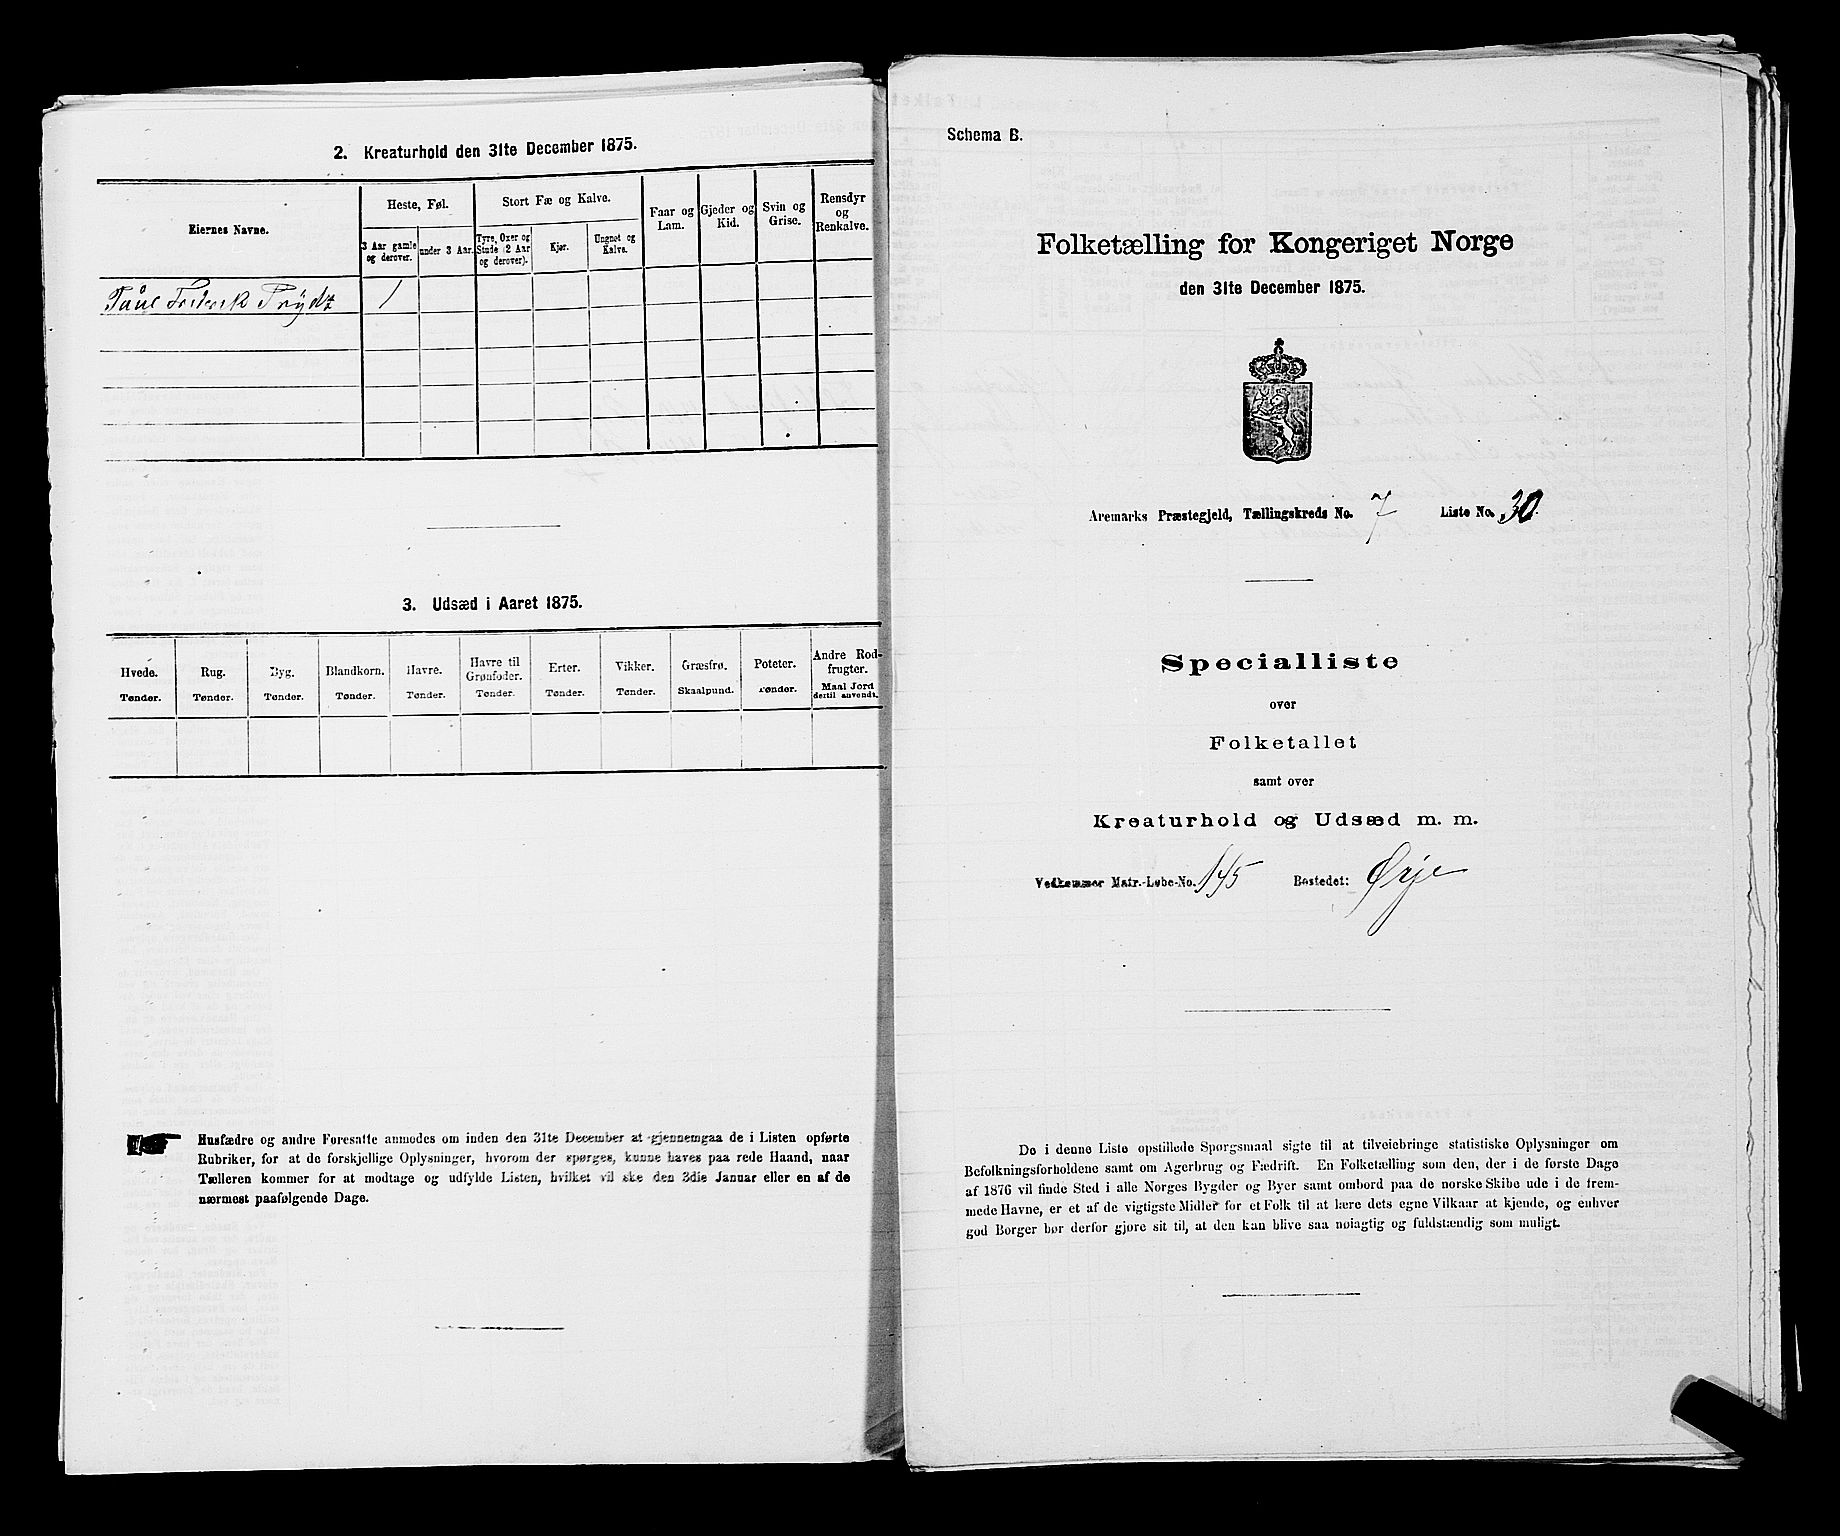 2. Kreaturhold den 31te December 1875.
Eiernes Navne.
Heste, Føl.
Stort Fæ og Kalve.
Faar og Lam.
Gjeder og Kid.
Svin og Grise.
Rensdyr og Renkalve.
3 Aar gamle og derover.
under 3 Aar.
Tyre, Oxer og Stude (2 Aar og derover).
Kjør.
Ungnøt og Kalve.
Paul Frederik Prydz 1
3. Udsæd i Aaret 1875.
Hvede. Tønder.
Rug. Tønder.
Byg. Tønder.
Blandkorn. Tønder.
Havre. Tønder.
Havre til Grønfoder. Tønder.
Erter. Tønder.
Vikker. Tønder.
Græsfrø. Skaalpund.
Poteter. Tønder.
Andre Rodfrugter. Maal Jord dertil anvendt.
Husfædre og andre Foresatte anmodes om inden den 31te December at gjennemgaa de i Listen opførte
Rubriker, for at de forskjellige Oplysninger, hvorom der spørges, kunne haves paa rede Haand, naar
Tælleren kommer for at modtage og udfylde Listen, hvilket vil ske den 3die Januar eller en af de
nærmest paafølgende Dage.
Schema B.
Folketælling for Kongeriget Norge
den 31te December 1875.
Aremarks Præstegjeld, Tællingskreds No. 7 Liste No. 30.
Specialliste
over
Folketallet
samt over
Kreaturhold og Udsæd m. m.
Vedkommer Matr.-Løbe-No. 145 Bostedet: Ørje
De i denne Liste opstillede Spørgsmaal sigte til at tilveiebringe statistiske Oplysninger om
Befolkningsforholdene samt om Agerbrug og Fædrift. En Folketælling som den, der i de første Dage
af 1876 vil finde Sted i alle Norges Bygder og Byer samt ombord paa de norske Skibe ude i de frem-
mede Havne, er et af de vigtigste Midler for et Folk til at lære dets egne Vilkaar at kjende, og enhver
god Borger bør derfor gjøre sit til, at den kan blive saa nøiagtig og fuldstændig som muligt.